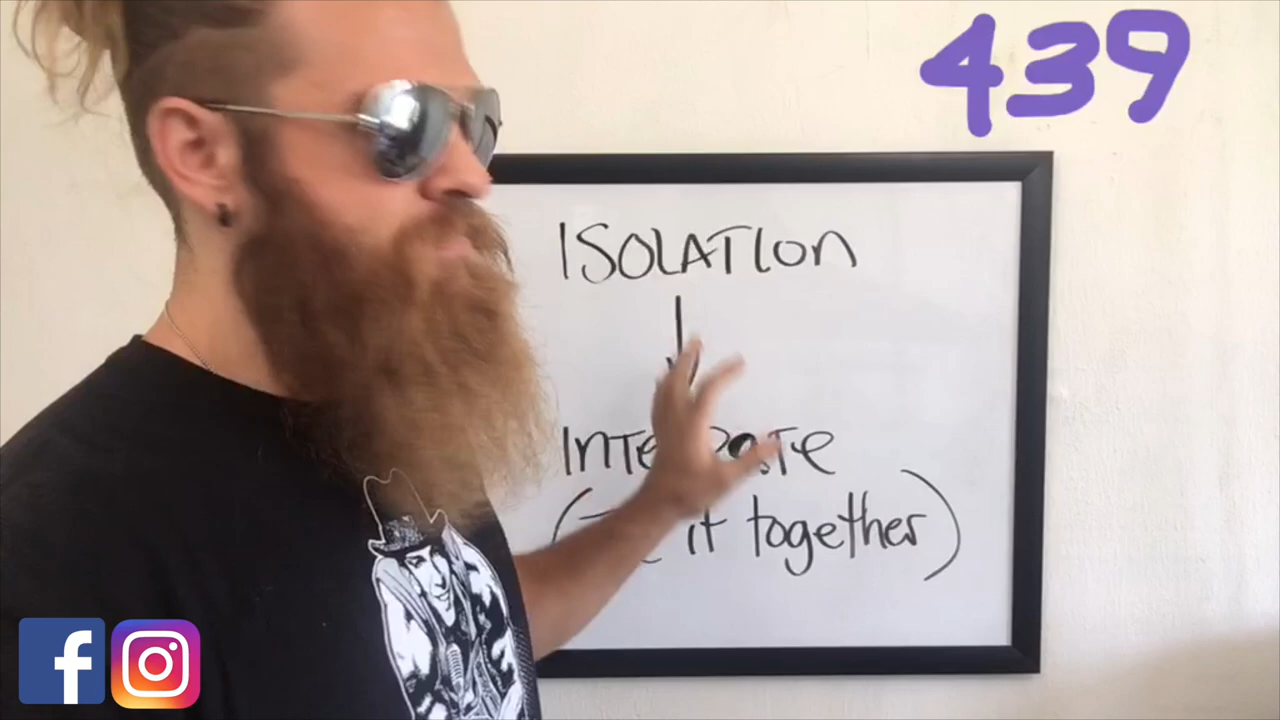 439
ISOLATION
INTEGRATE
( it together)
f